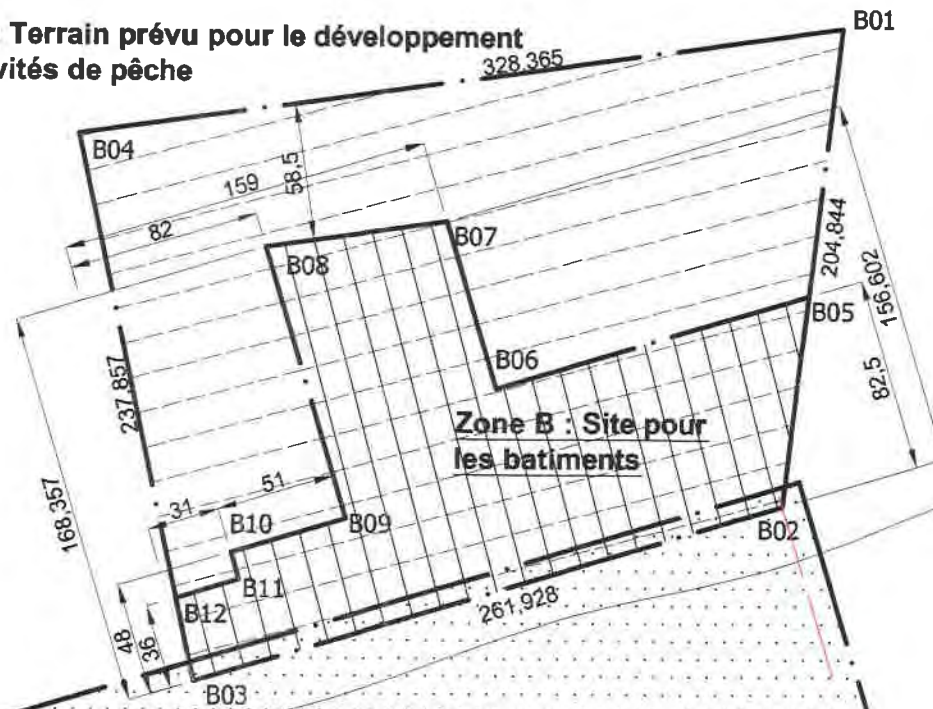 Terrain prévu pour le développement
vités de pêche
B01
328,365
B04
159
58,5
82
B07
B08
204,844
156,602
B05
82,5
B06
237,857
Zone B : Site pour
les batiments
168,357
51
31
B10
B09
B02
B11
B12
261,928
48
36
B03